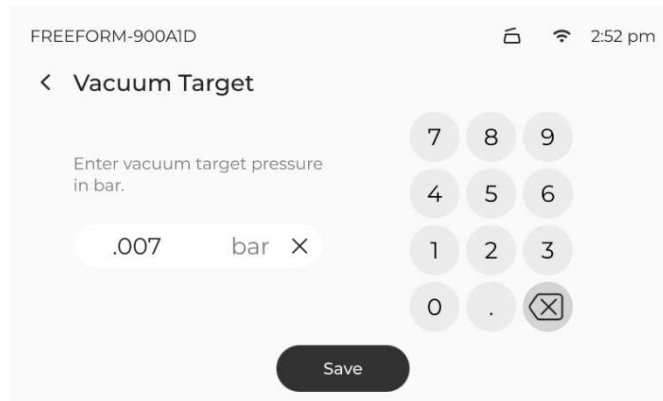 FREEFORM-900A1D
2:52 pm
Vacuum Target
Enter vacuum target pressure
in bar.
.007 bar
7 8 9
4 5 6
1 2 3
0 .
Save